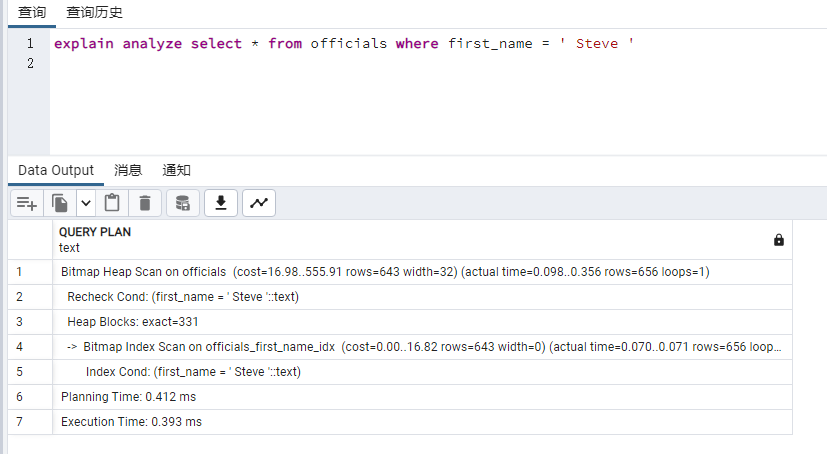 查询 查询历史
1 explain analyze select * from officials where first_name = ' Steve '
2
Data Output 消息 通知
QUERY PLAN
text
1 Bitmap Heap Scan on officials (cost=16.98..555.91 rows=643 width=32) (actual time=0.098..0.356 rows=656 loops=1)
2 Recheck Cond: (first_name = ' Steve '::text)
3 Heap Blocks: exact=331
4 -> Bitmap Index Scan on officials_first_name_idx (cost=0.00..16.82 rows=643 width=0) (actual time=0.070..0.071 rows=656 loop...
5 Index Cond: (first_name = ' Steve '::text)
6 Planning Time: 0.412 ms
7 Execution Time: 0.393 ms